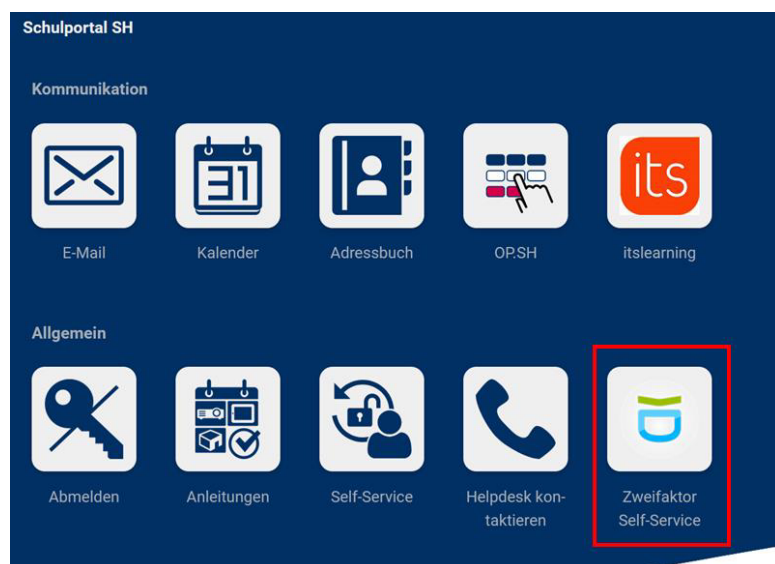 Schulportal SH
Kommunikation
31
its
E-Mail
Kalender
Adressbuch
OP.SH
itslearning
Allgemein
Abmelden
Anleitungen
Self-Service
Helpdesk kon-
taktieren
Zweifaktor
Self-Service